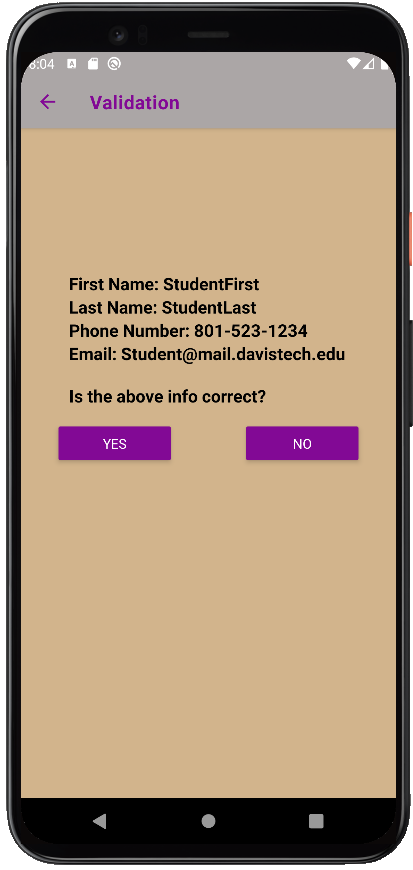 8:04
Validation
First Name: StudentFirst
Last Name: StudentLast
Phone Number: 801-523-1234
Email: Student@mail.davistech.edu
Is the above info correct?
YES NO